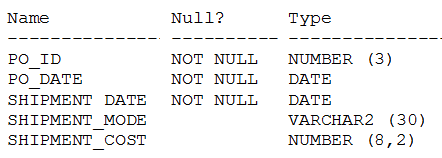 Name Null? Type
--------------- ---------- ---------------
PO_ID NOT NULL NUMBER (3)
PO_DATE NOT NULL DATE
SHIPMENT DATE NOT NULL DATE
SHIPMENT_MODE VARCHAR2 (30)
SHIPMENT_COST NUMBER (8,2)